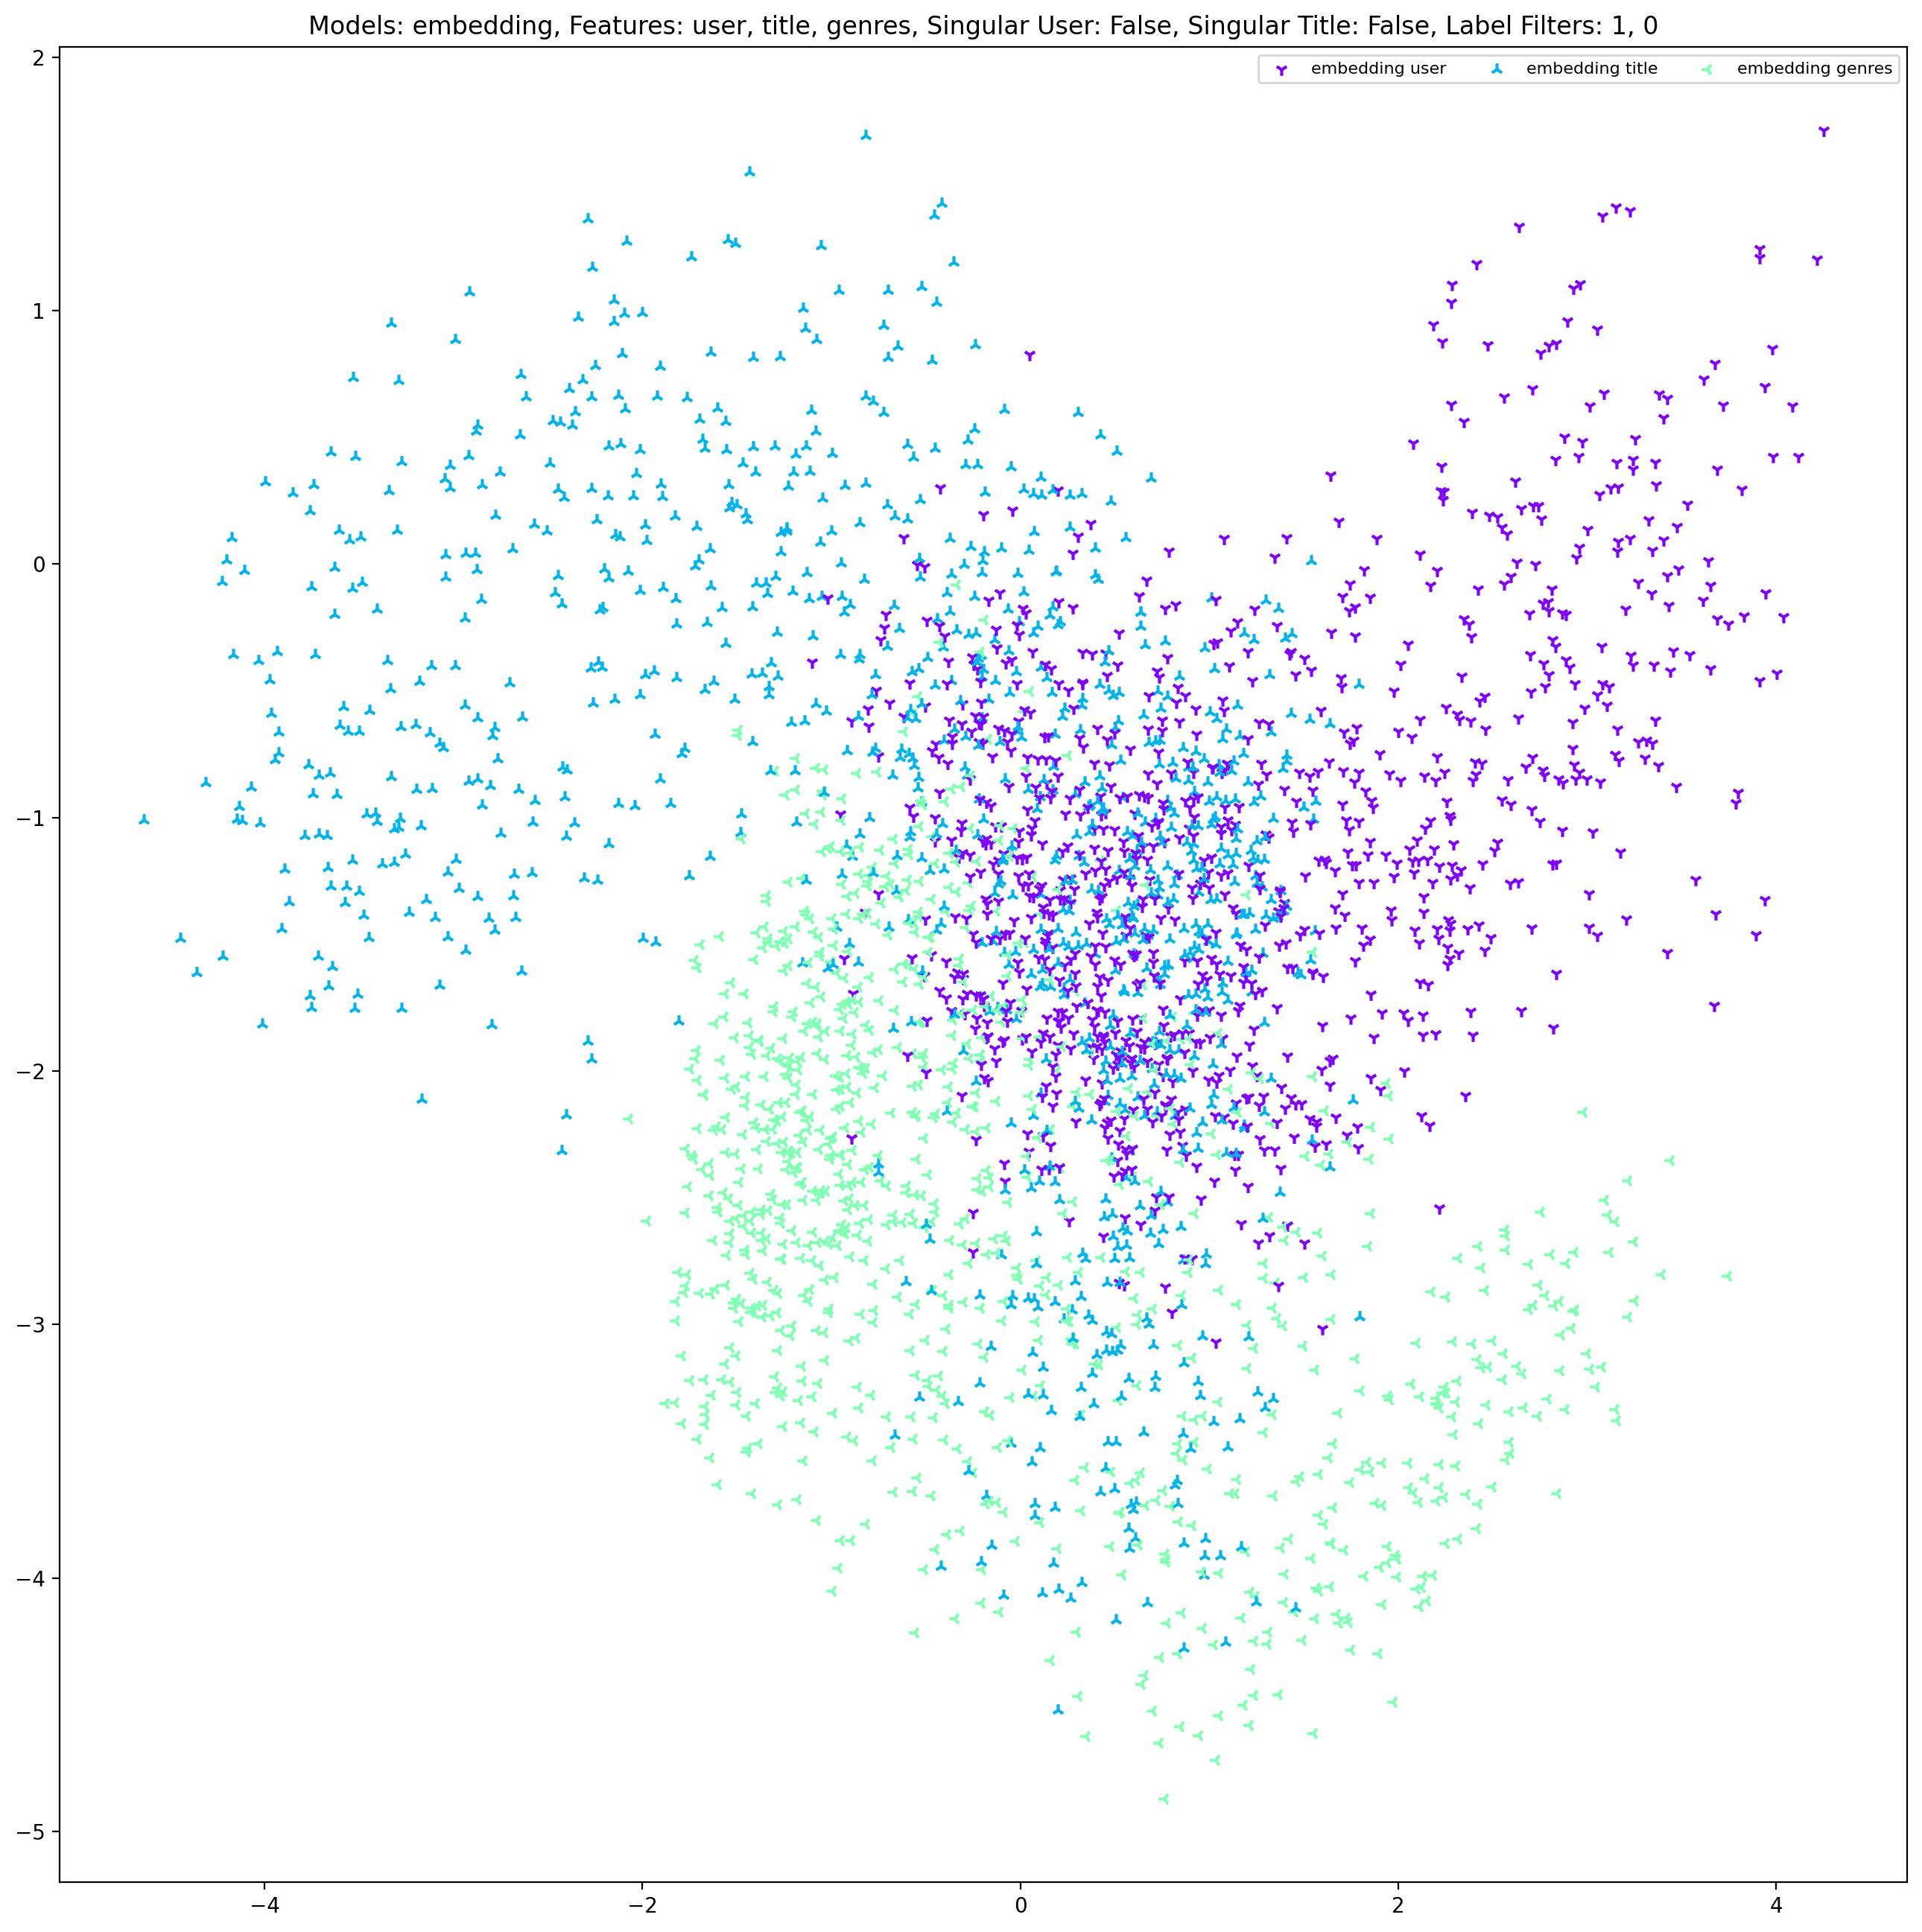 Models: embedding, Features: user, title, genres, Singular User: False, Singular Title: False, Label Filters: 1, 0
embedding user embedding title embedding genres
2
1
0
−1
−2
−3
−4
−5
−4 −2 0 2 4